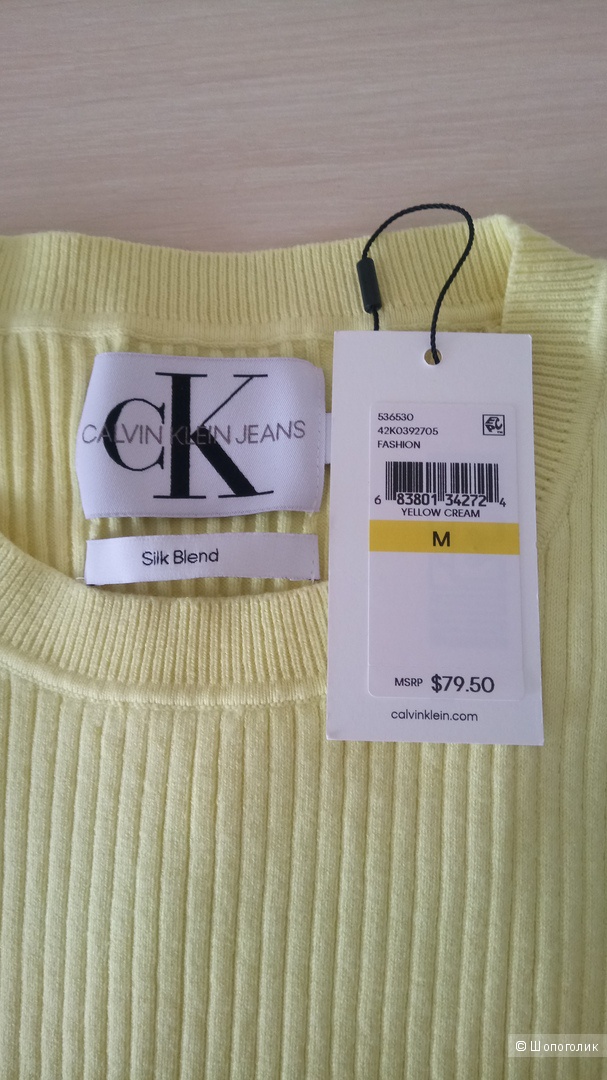 CK
CALVIN KLEIN JEANS
Silk Blend
536530
42K0392705
FASHION
6 83801 34272 4
YELLOW CREAM
M
MSRP $79.50
calvinklein.com
© Шопоголик